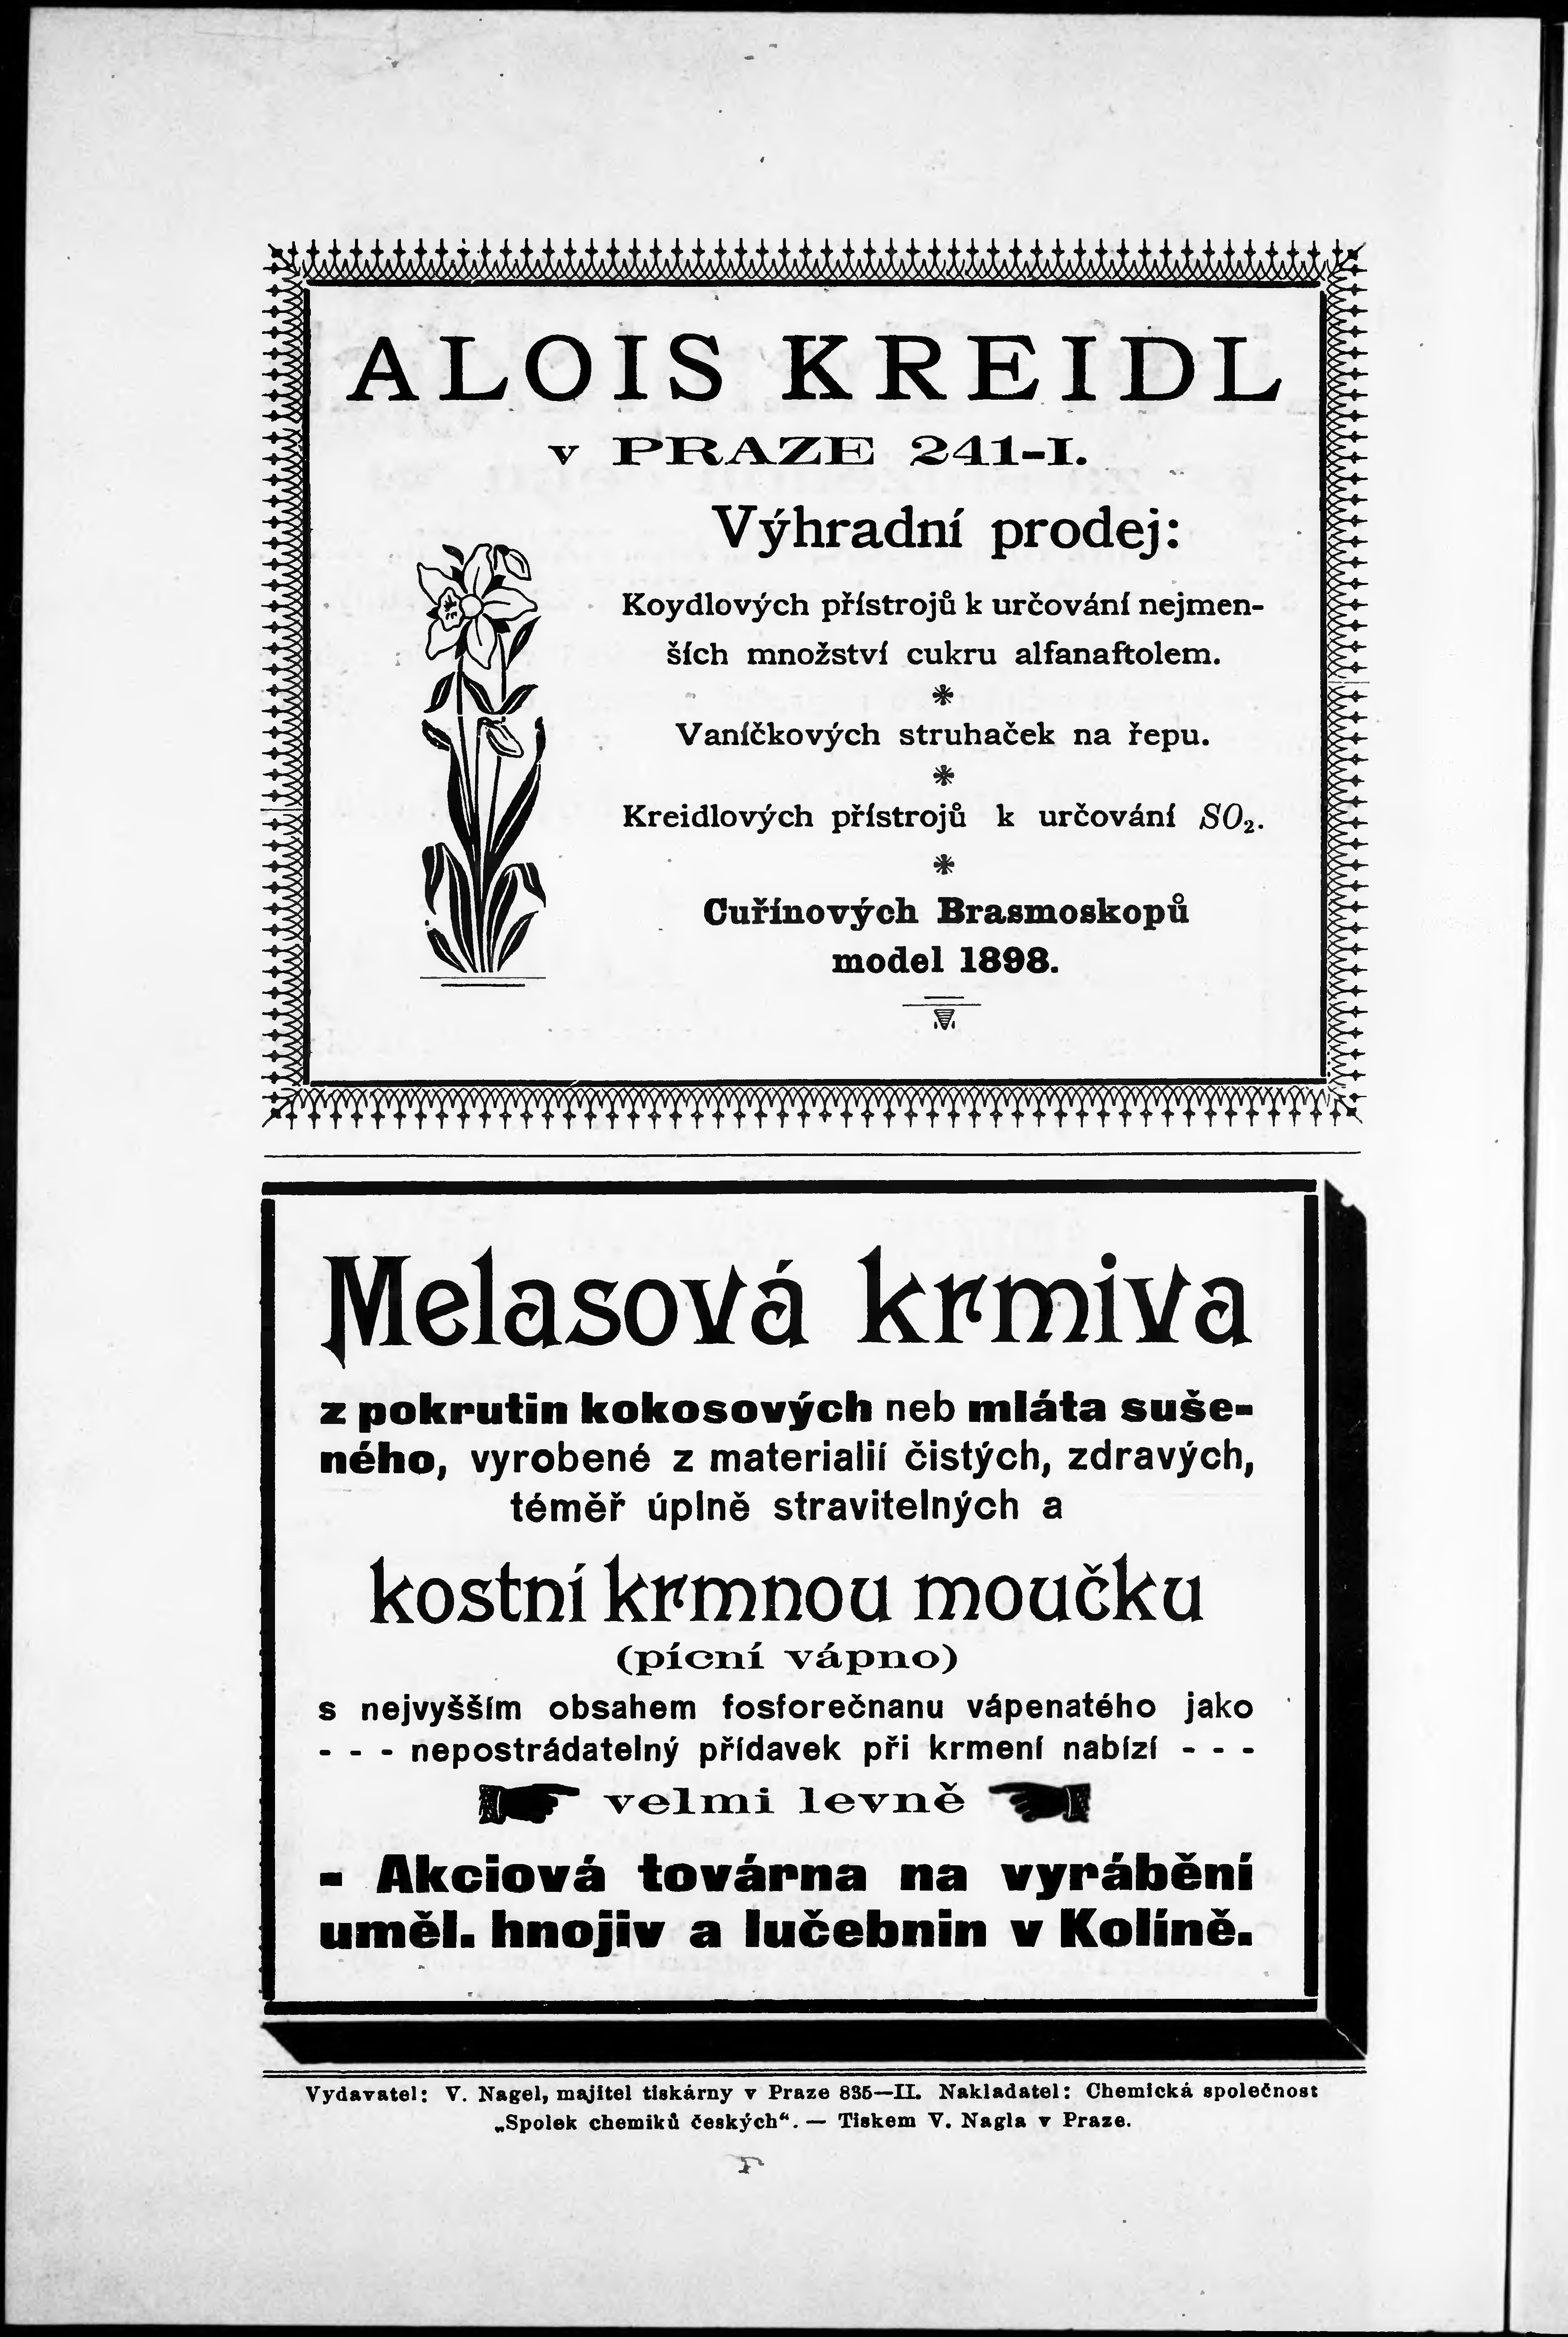 ALOIS KREIDL
v PRAZE 241-I.
Výhradní prodej:
Koydlových přístrojů k určování nejmen-
ších množství cukru alfanaftolem.
Vaníčkových struhaček na řepu.
Kreidlových přístrojů k určování SO₂.
Cuřínových Brasmoskopů
model 1898.
Melasová krmiva
z pokrutin kokosových neb mláta suše-
ného, vyrobené z materialií čistých, zdravých,
téměř úplně stravitelných a
kostní krmnou moučku
(pícní vápno)
s nejvyšším obsahem fosforečnanu vápenatého jako
- - - nepostrádatelný přídavek při krmení nabízí - - -
velmi levně
- Akciová továrna na vyrábění
uměl. hnojiv a lučebnin v Kolíně.
Vydavatel: V. Nagel, majitel tiskárny v Praze 835—II. Nakladatel: Chemická společnost
„Spolek chemiků českých“. — Tiskem V. Nagla v Praze.